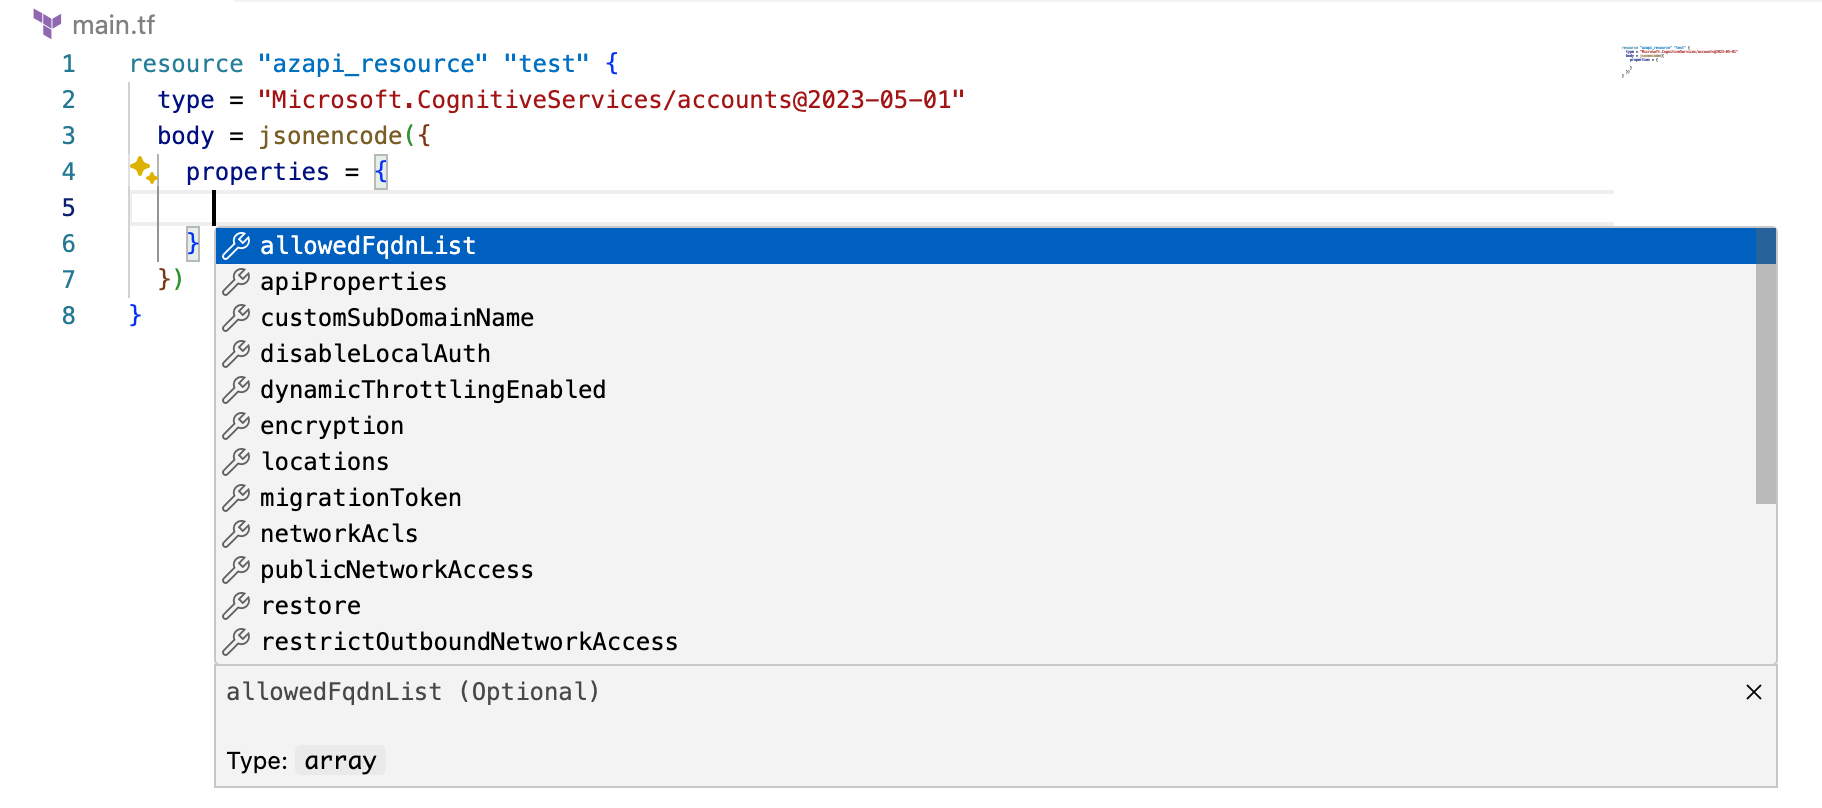 main.tf
1 resource "azapi_resource" "test" {
2 type = "Microsoft.CognitiveServices/accounts@2023-05-01"
3 body = jsonencode({
4 properties = {
5
6 }
7 })
8 }
allowedFqdnList
apiProperties
customSubDomainName
disableLocalAuth
dynamicThrottlingEnabled
encryption
locations
migrationToken
networkAcls
publicNetworkAccess
restore
restrictOutboundNetworkAccess
allowedFqdnList (Optional)
Type: array